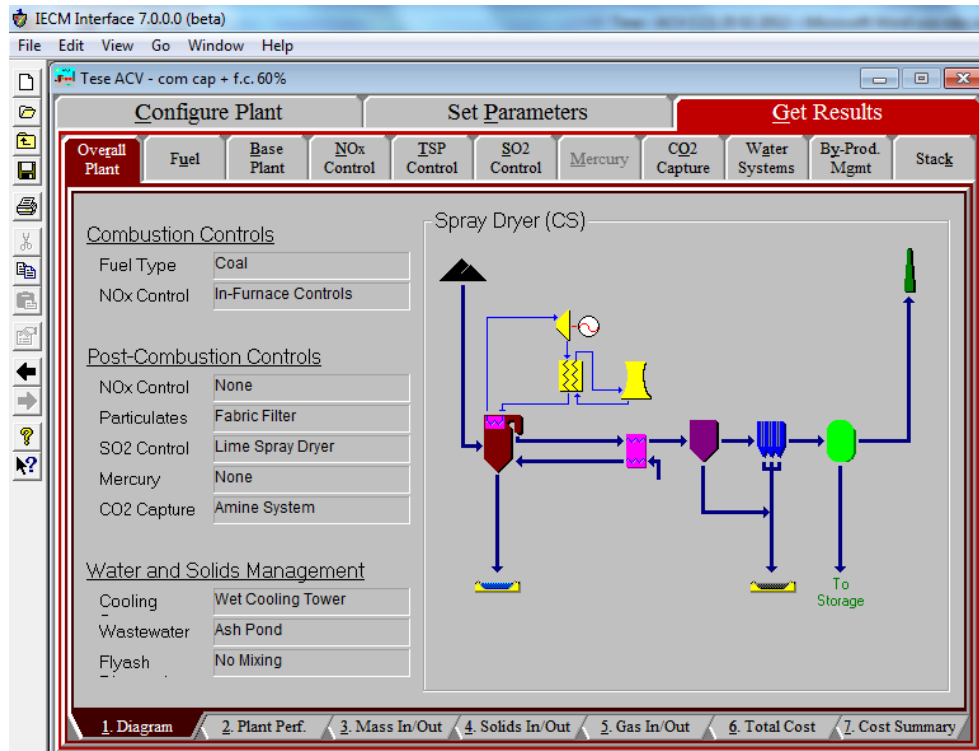 IECM Interface 7.0.0.0 (beta)
File Edit View Go Window Help
Tese ACV - com cap + f.c. 60%
Configure Plant Set Parameters Get Results
Overall Plant Fuel Base Plant NOx Control TSP Control SO2 Control Mercury CO2 Capture Water Systems By-Prod. Mgmt Stack
Spray Dryer (CS)
Combustion Controls
Fuel Type Coal
NOx Control In-Furnace Controls
Post-Combustion Controls
NOx Control None
Particulates Fabric Filter
SO2 Control Lime Spray Dryer
Mercury None
CO2 Capture Amine System
Water and Solids Management
Cooling Wet Cooling Tower
Wastewater Ash Pond
Flyash No Mixing
To
Storage
1. Diagram 2. Plant Perf. 3. Mass In/Out 4. Solids In/Out 5. Gas In/Out 6. Total Cost 7. Cost Summary